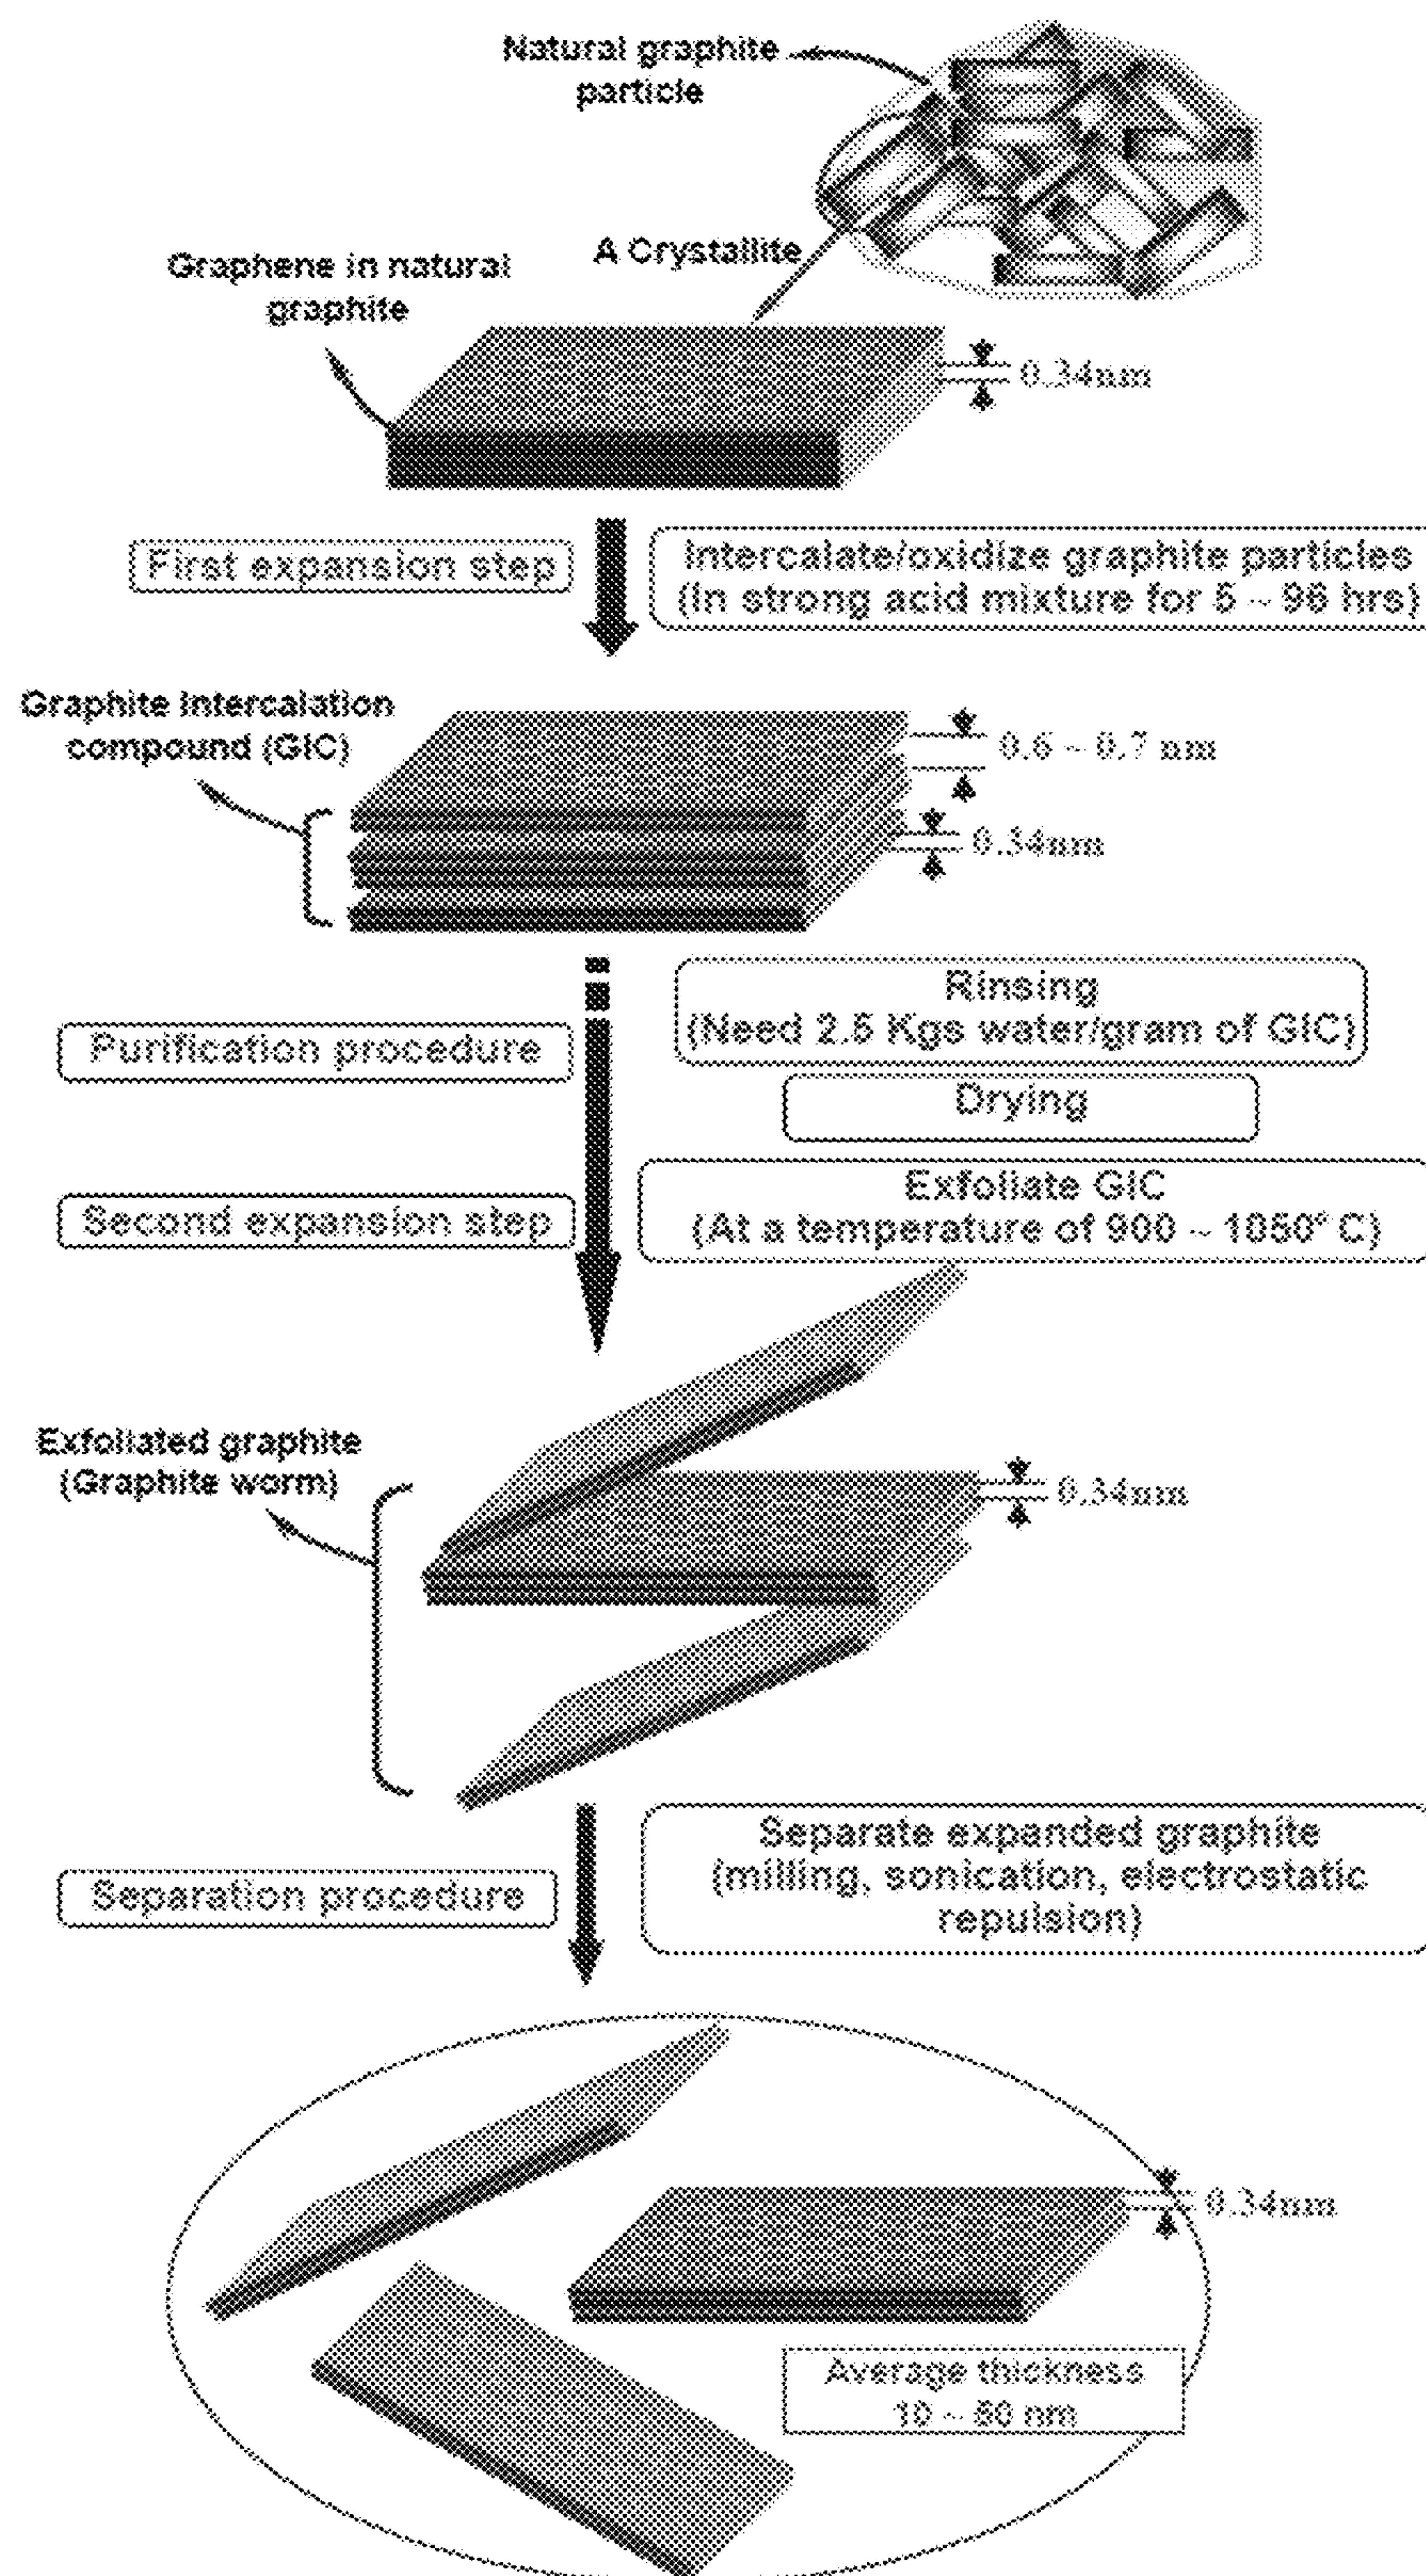 Natural graphite
particle
A Crystallite
Graphene in natural
graphite
0.34nm
First expansion step
Intercalate/oxidize graphite particles
(In strong acid mixture for 5 ~ 96 hrs)
Graphite intercalation
compound (GIC)
0.6 ~ 0.7 nm
0.34nm
Rinsing
(Need 2.5 Kgs water/gram of GIC)
Purification procedure
Drying
Exfoliate GIC
(At a temperature of 900 ~ 1050° C)
Second expansion step
Exfoliated graphite
(Graphite worm)
0.34nm
Separate expanded graphite
(milling, sonication, electrostatic
repulsion)
Separation procedure
0.34nm
Average thickness
nm